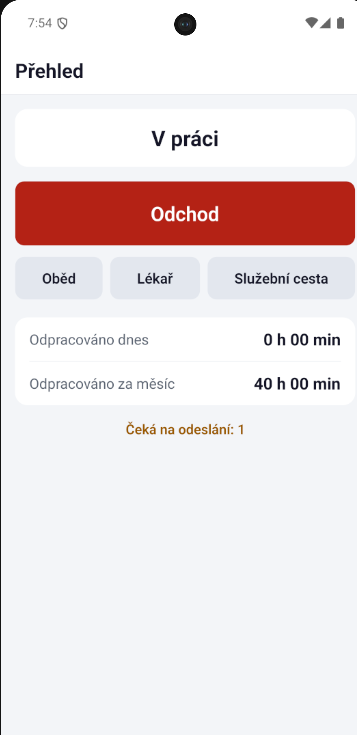 7:54
Přehled
V práci
Odchod
Oběd Lékař Služební cesta
Odpracováno dnes 0 h 00 min
Odpracováno za měsíc 40 h 00 min
Čeká na odeslání: 1